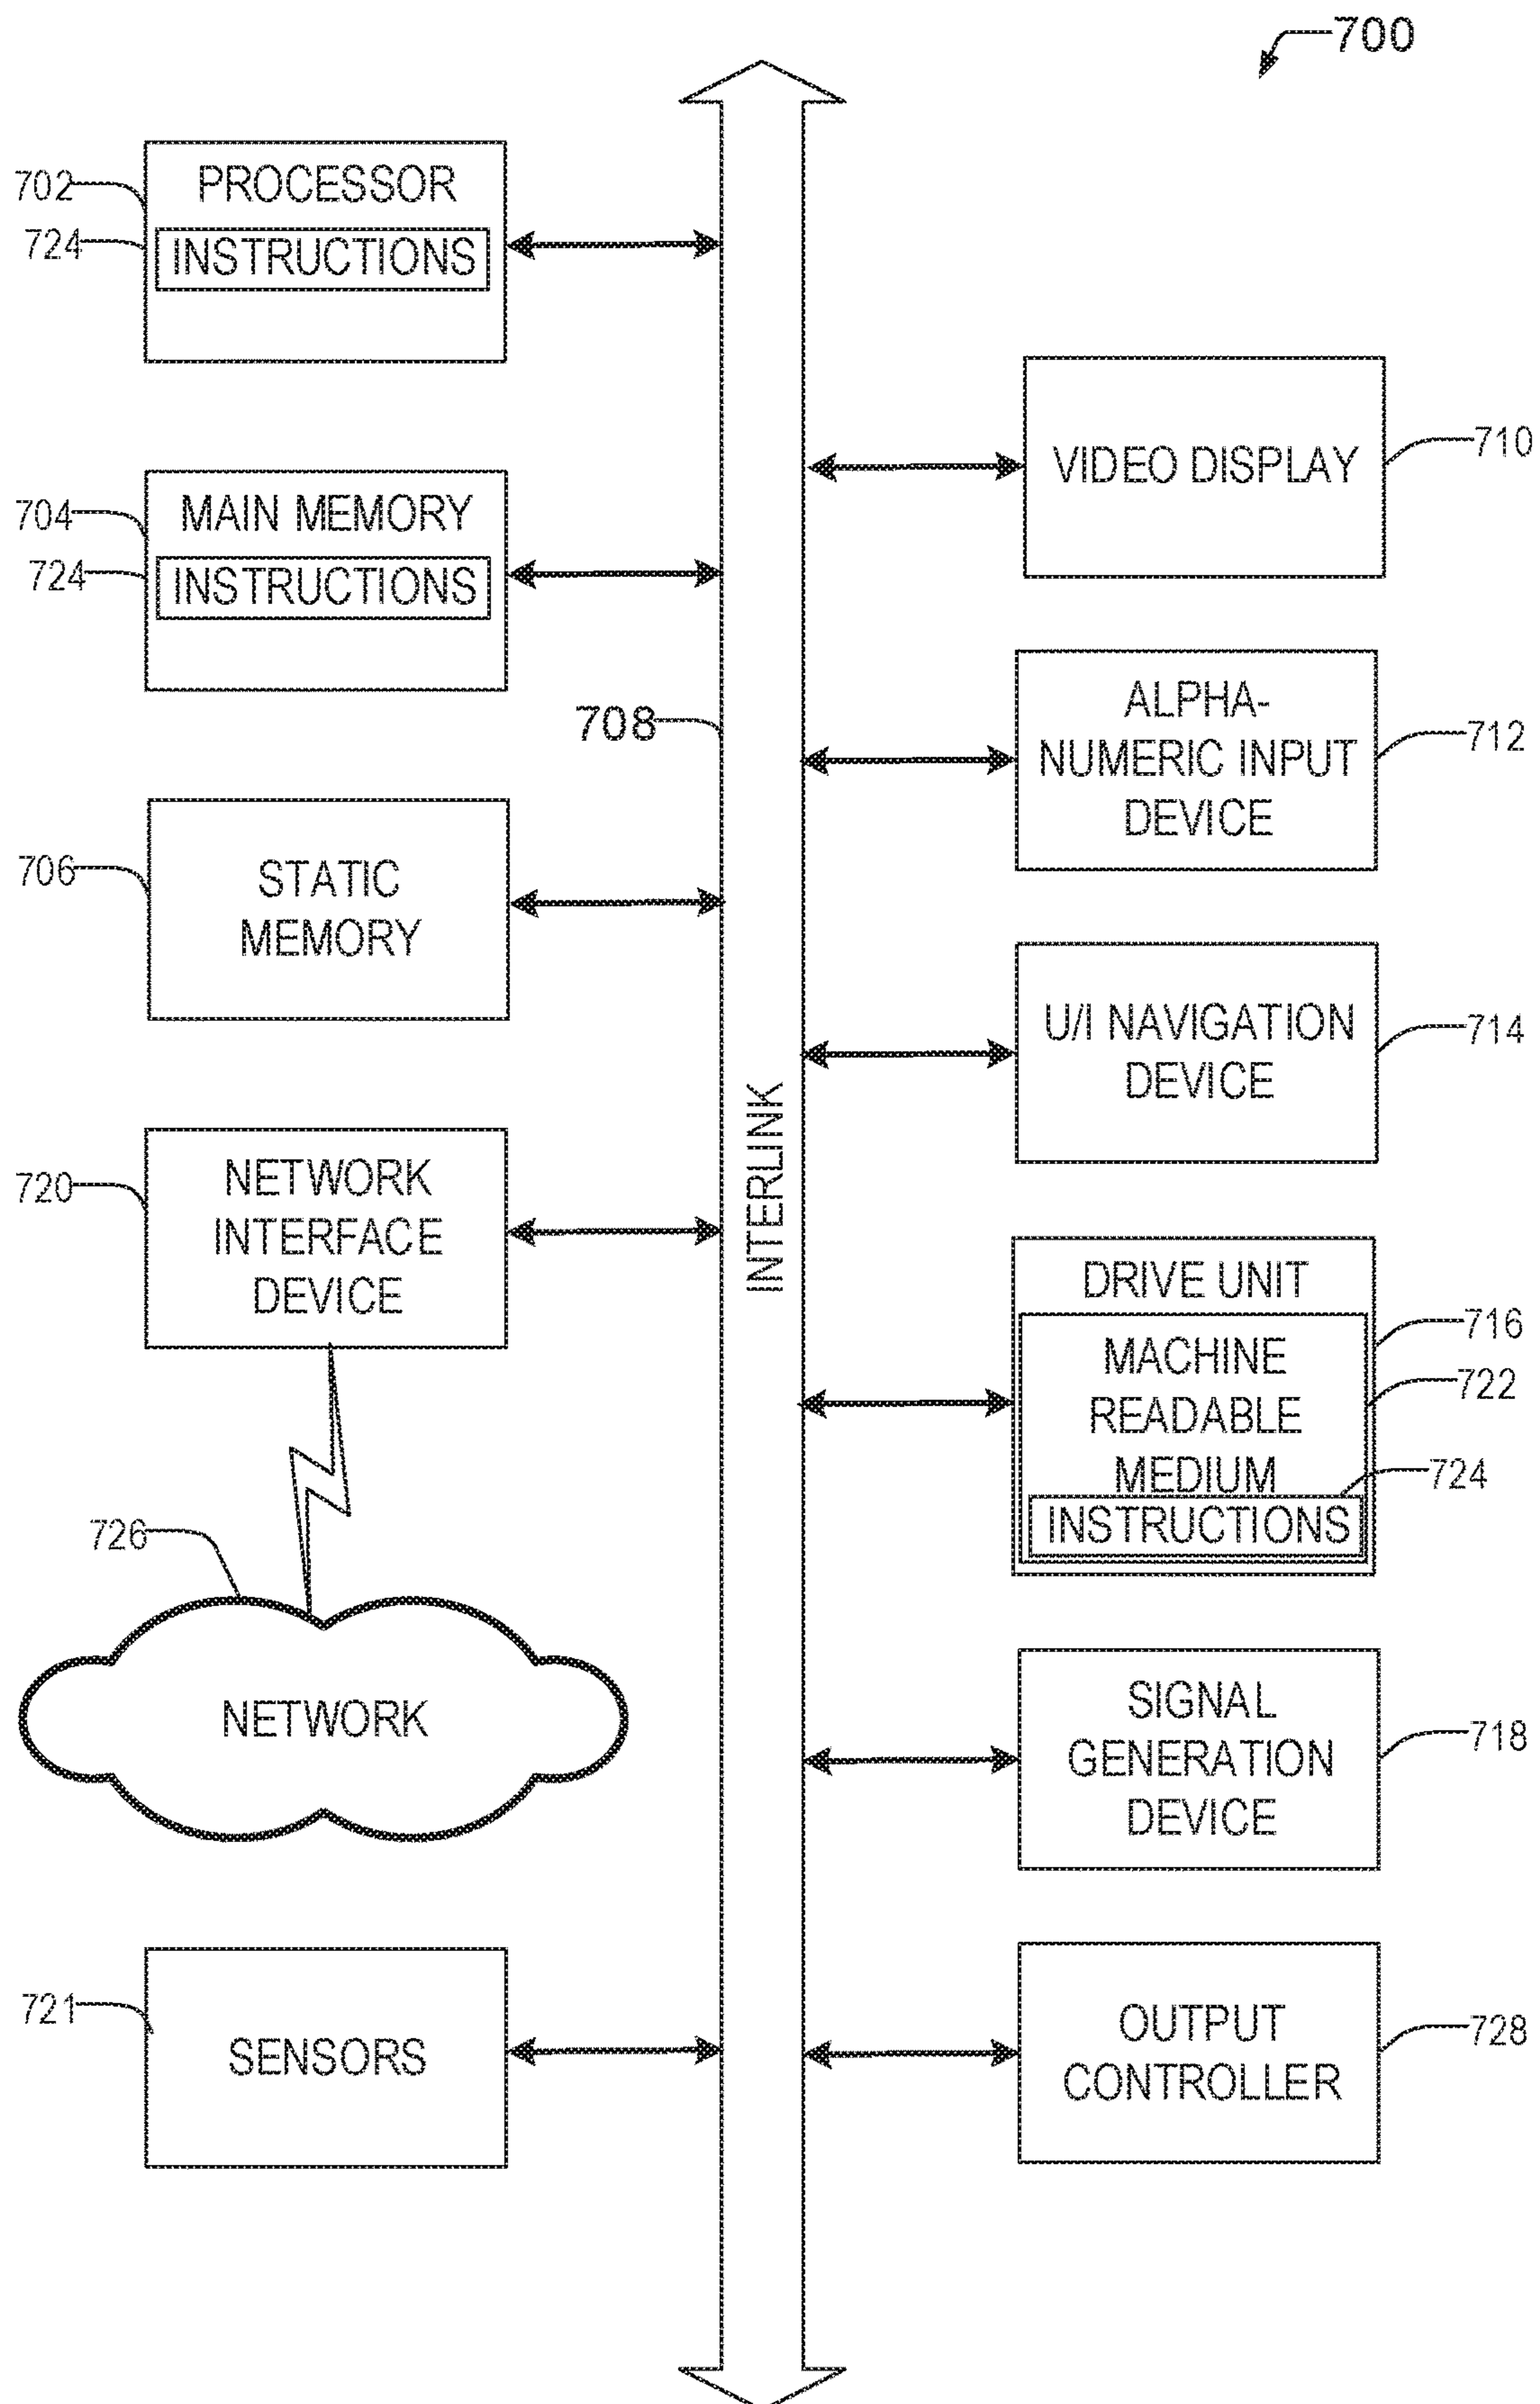 700
702
PROCESSOR
724
INSTRUCTIONS
704
MAIN MEMORY
724
INSTRUCTIONS
708
706
STATIC
MEMORY
720
NETWORK
INTERFACE
DEVICE
726
NETWORK
721
SENSORS
INTERLINK
VIDEO DISPLAY
710
ALPHA-
NUMERIC INPUT
DEVICE
712
U/I NAVIGATION
DEVICE
714
DRIVE UNIT
716
MACHINE
READABLE
MEDIUM
722
724
INSTRUCTIONS
SIGNAL
GENERATION
DEVICE
718
OUTPUT
CONTROLLER
728